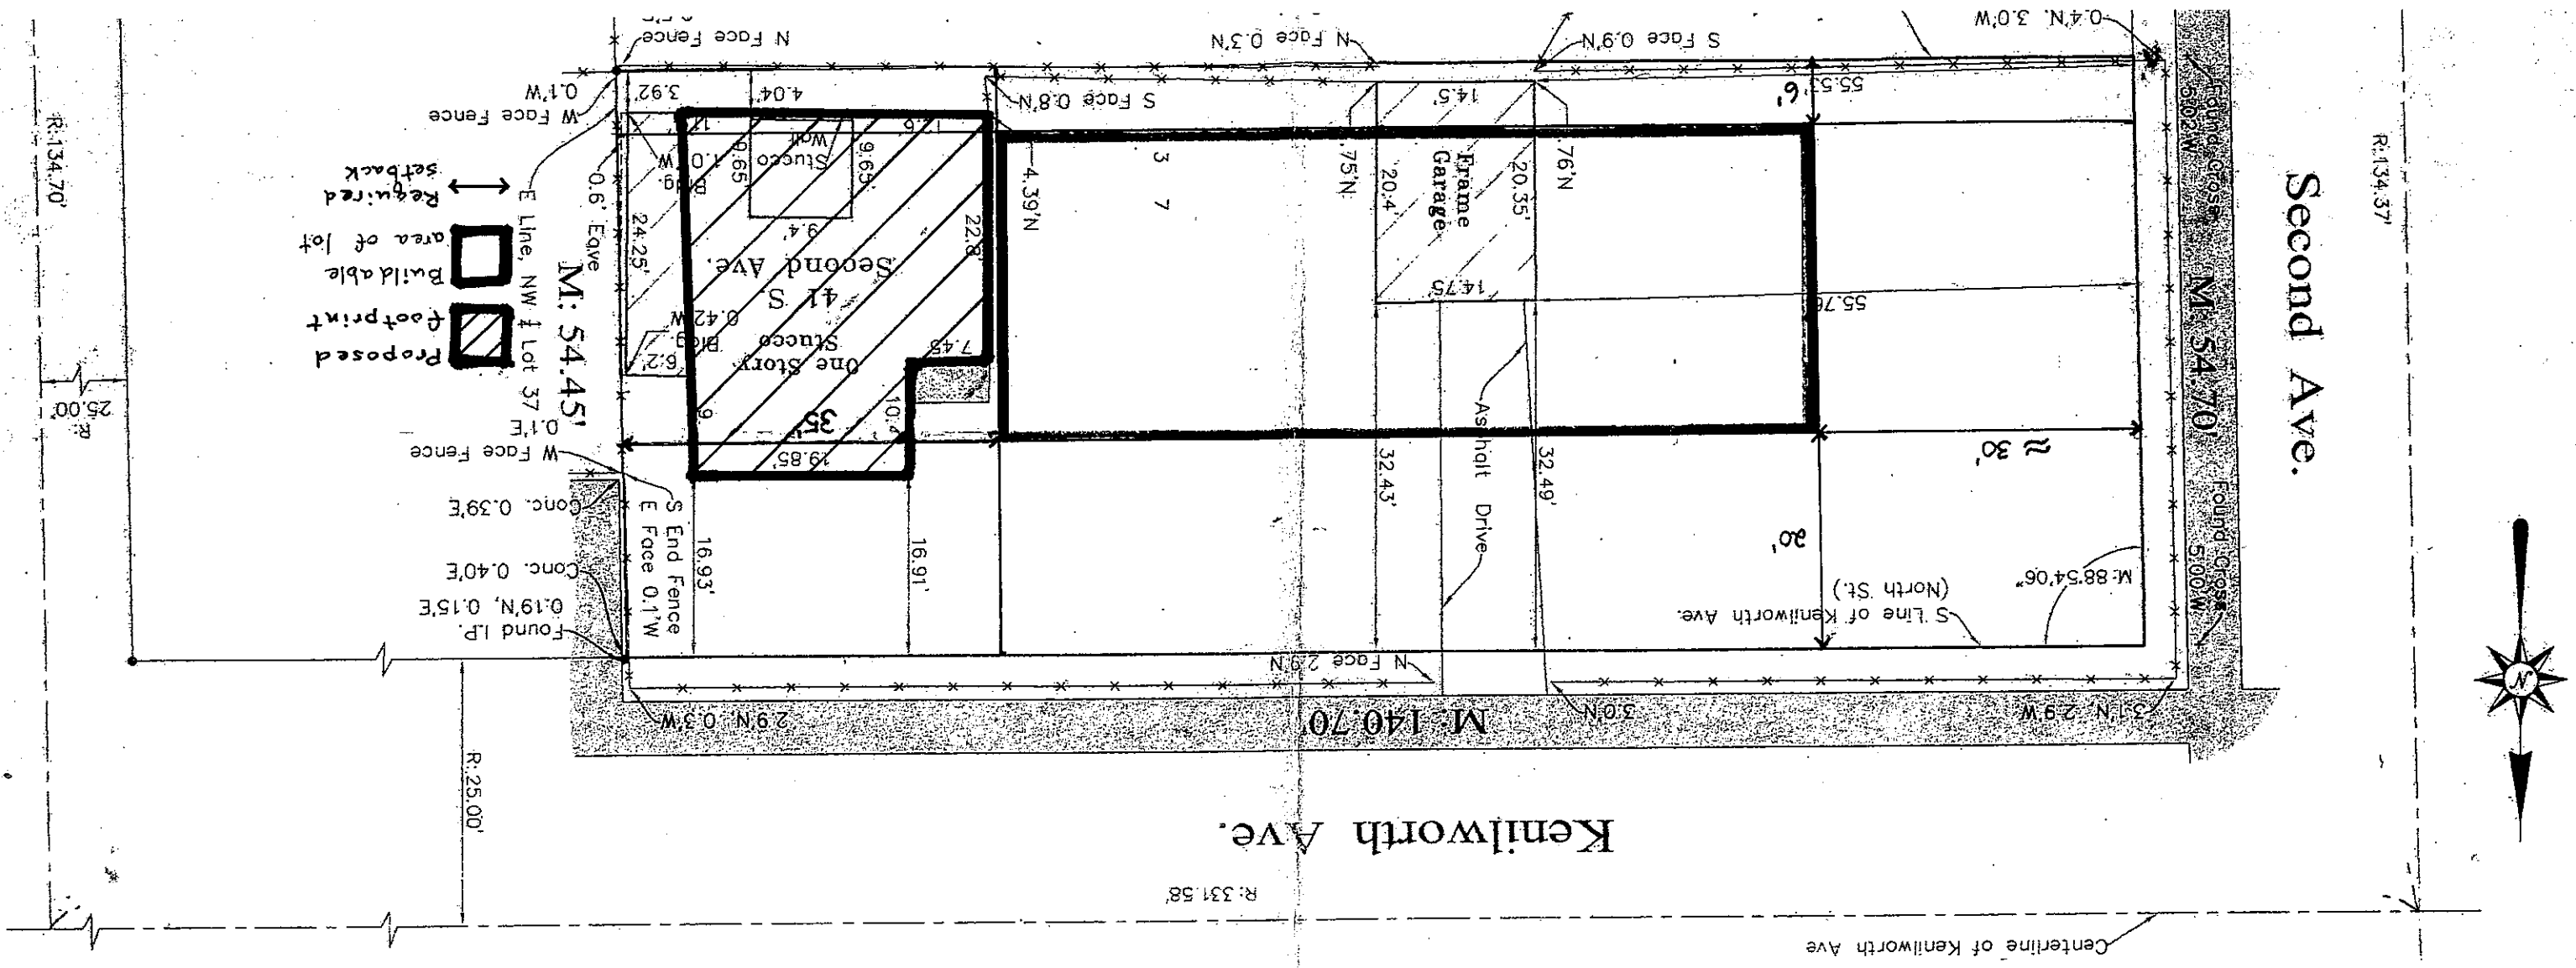 Centerline of Kenilworth Ave
R: 331.58'
Kenilworth Ave.
R: 25.00'
M: 140.70'
3.1'N, 2.9'W
3.0'N
2.9'N, 0.3'W
N Face 2.9'N
S Line of Kenilworth Ave.
(North St.)
M: 88°54'06"
Found I.P.
0.19'N, 0.15'E
Conc. 0.40'E
Conc. 0.39'E
S End Fence
E Face 0.1'W
W Face Fence
0.1'E
16.93'
16.91'
20'
≈ 30'
35'
19.85'
32.43'
32.49'
Asphalt Drive
One Story
Stucco
41 S
Second Ave.
7.45
22.8'
9.4'
9.65'
9.65
Stucco
Wall
Bldg.
0.42'W
6.2'
24.25'
Bldg.
1.0'W
0.6' Eave
E Line, NW ¼ Lot 37
M: 54.45'
Proposed
footprint
Buildable
area of lot
Required
setback
R:
25.00'
R: 134.70'
W Face Fence
0.1'W
N Face Fence
3.92'
4.04'
S Face 0.8'N
4.39'N
3 7
Frame
Garage
14.75'
14.5'
20.4'
20.35'
.75'N
.76'N
N Face 0.3'N
S Face 0.9'N
55.76
55.53'
6'
0.4'N, 3.0'W
Found Cross
5.02'W
M: 54.70'
Found Cross
5.00'W
Second Ave.
R: 134.37'
N